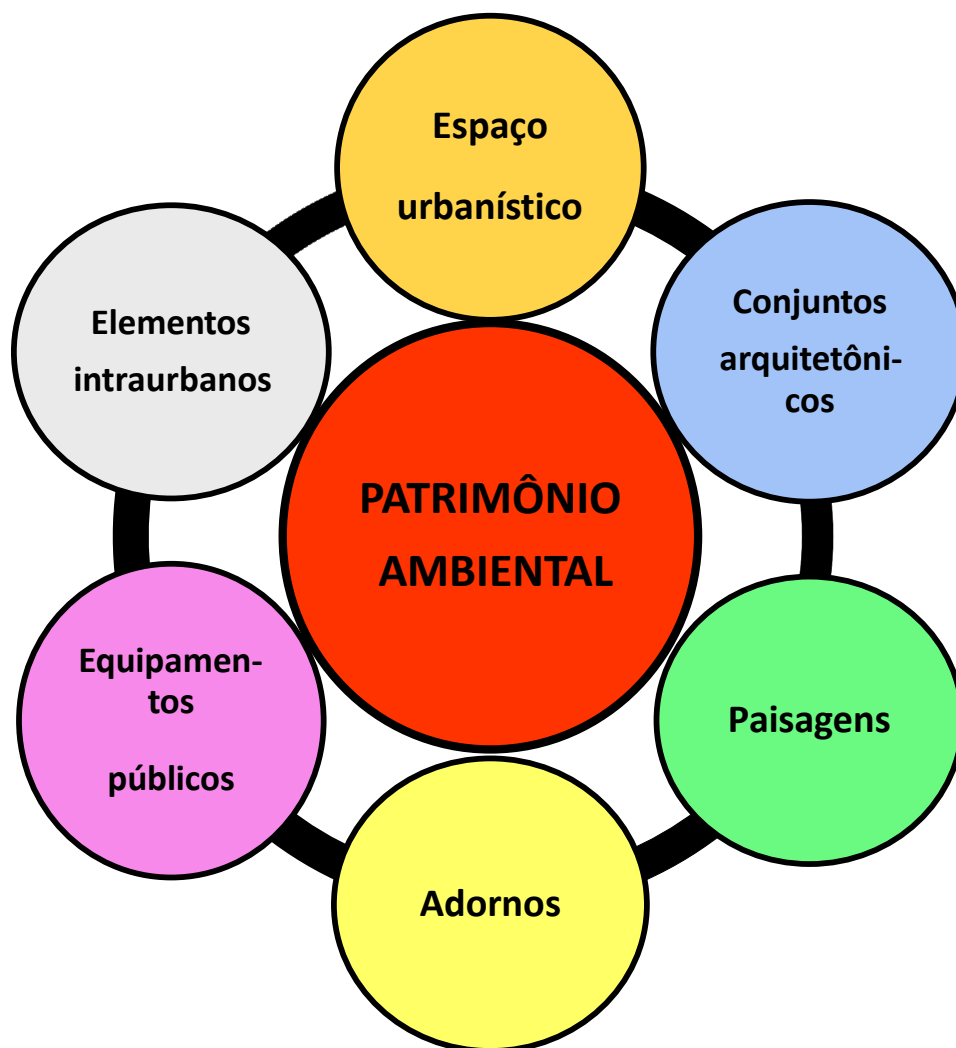 Espaço
urbanístico
Conjuntos
arquitetôni-
cos
Paisagens
Adornos
Equipamen-
tos
públicos
Elementos
intraurbanos
PATRIMÔNIO
AMBIENTAL